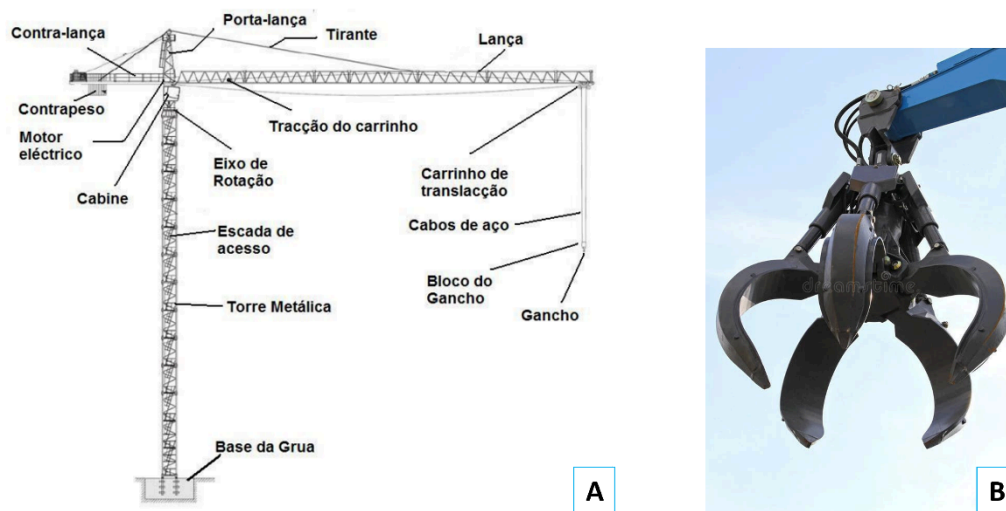 Porta-lança
Contra-lança
Tirante
Lança
Contrapeso
Tracção do carrinho
Motor
eléctrico
Eixo de
Rotação
Carrinho de
translacção
Cabine
Cabos de aço
Escada de
acesso
Bloco do
Gancho
Torre Metálica
Gancho
Base da Grua
A
dreamstime
B